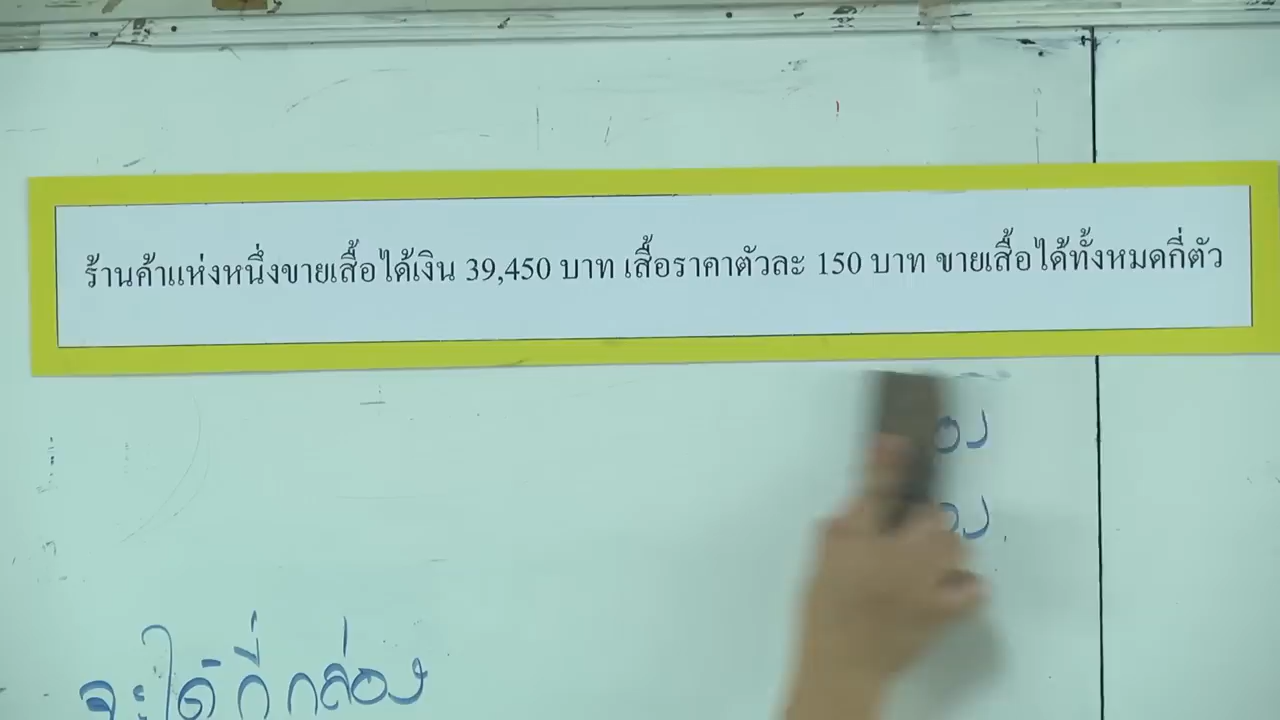 ร้านค้าแห่งหนึ่งขายเสื้อได้เงิน 39,450 บาท เสื้อราคาตัวละ 150 บาท ขายเสื้อได้ทั้งหมดกี่ตัว
จะได้กี่กล่อง